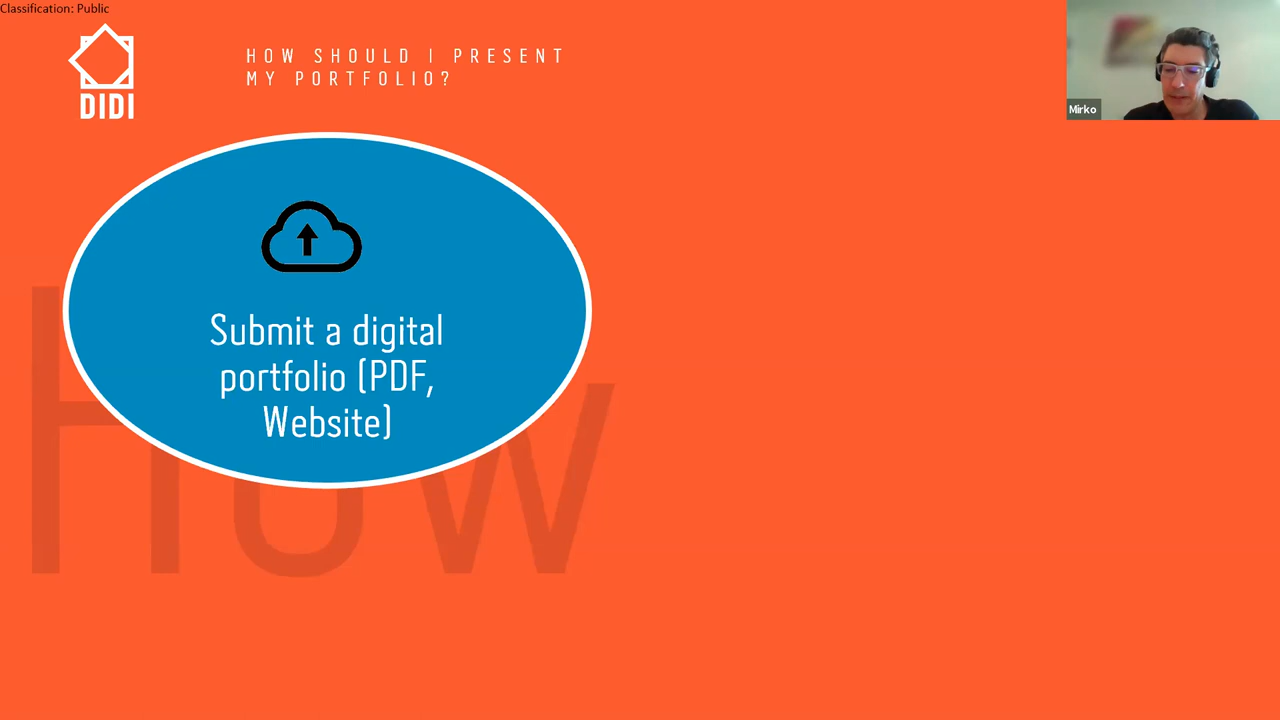 Classification: Public
DIDI
HOW SHOULD I PRESENT
MY PORTFOLIO?
Mirko
Submit a digital
portfolio (PDF,
Website)
How